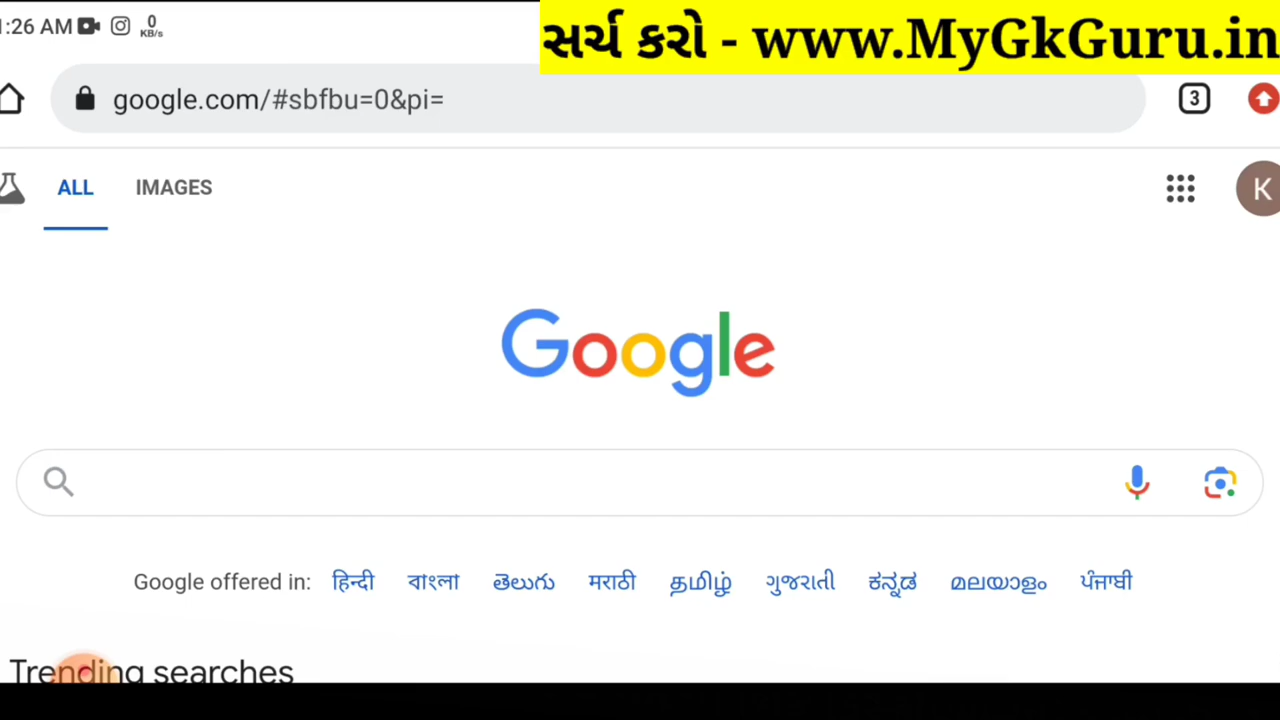 1:26 AM 0 KB/s
સર્ચ કરો - www.MyGkGuru.in
google.com/#sbfbu=0&pi=
3
ALL IMAGES
K
Google
Google offered in: हिन्दी বাংলা తెలుగు मराठी தமிழ் ગુજરાતી ಕನ್ನಡ മലയാളം ਪੰਜਾਬੀ
Trending searches